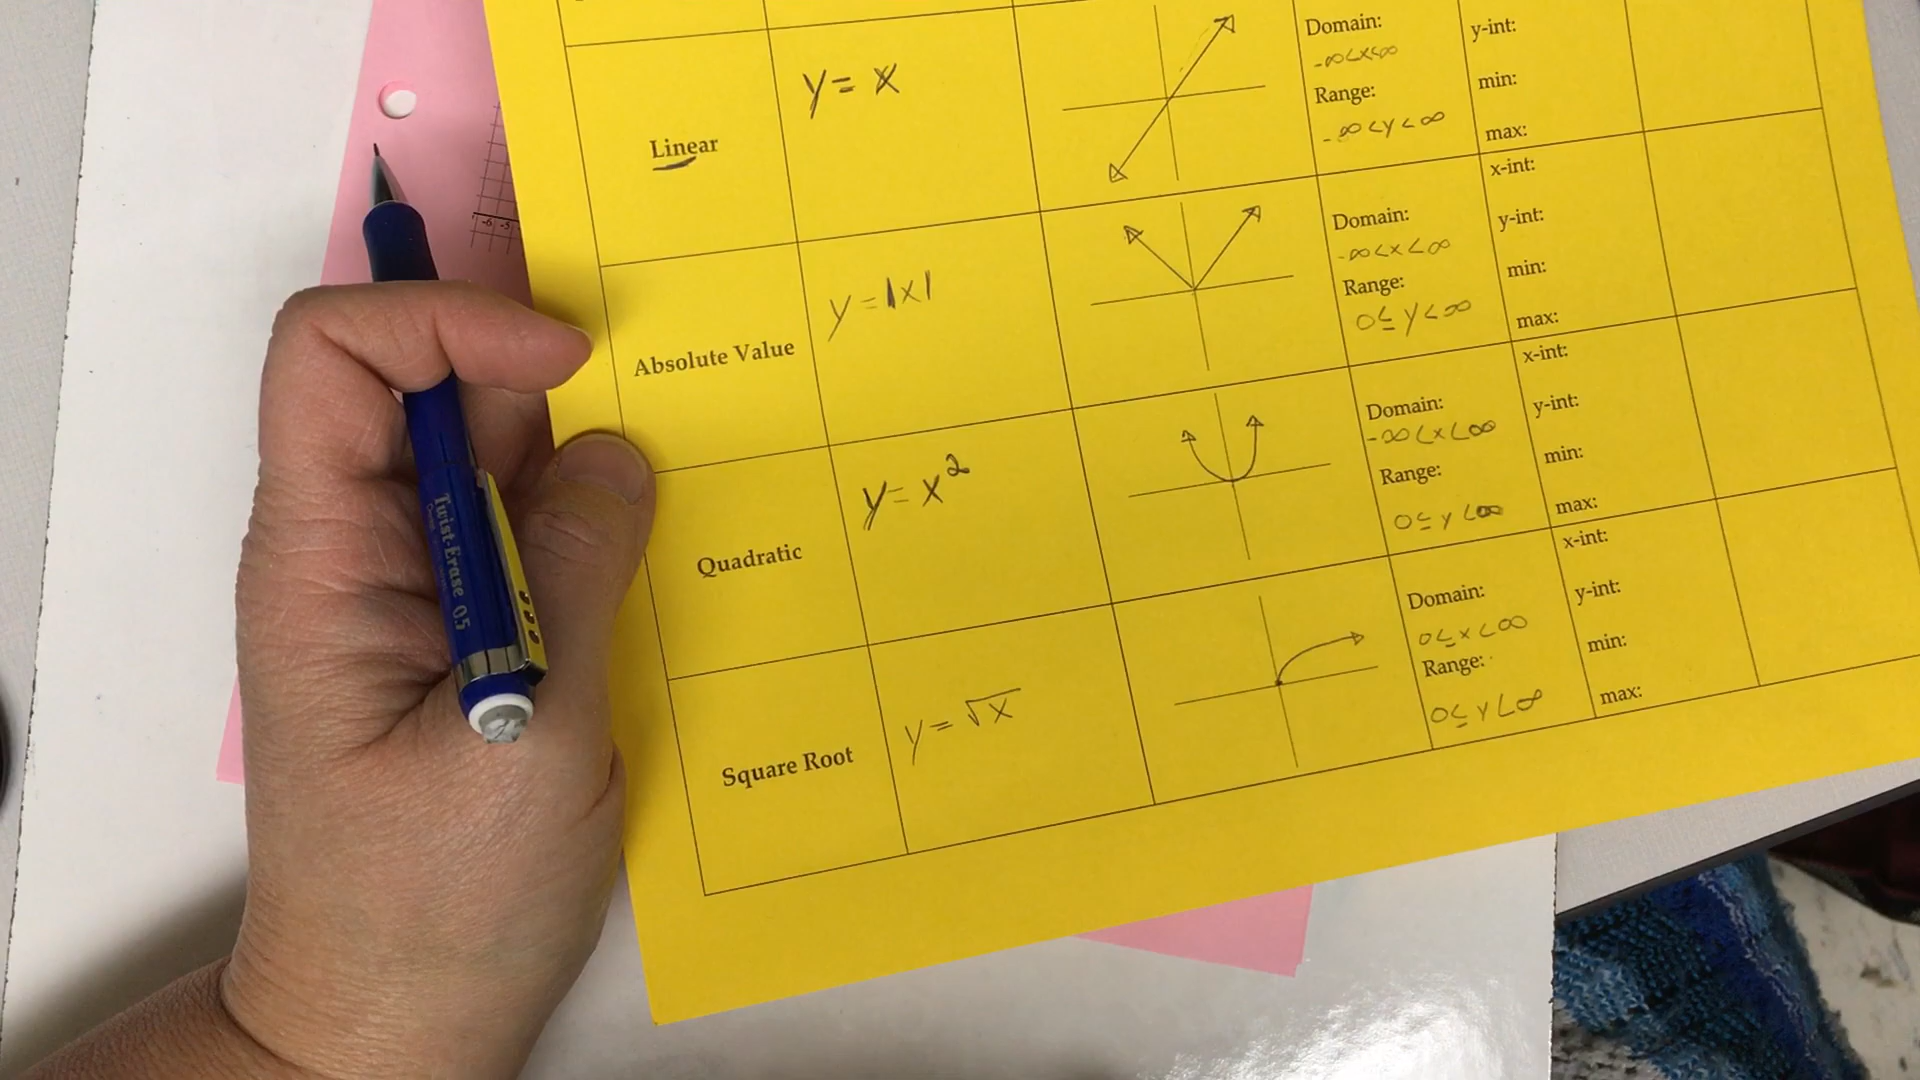 Linear
y = x
Domain:
-∞<x<∞
Range:
-∞<y<∞
y-int:
min:
max:
Absolute Value
y = |x|
Domain:
-∞<x<∞
Range:
0≤y<∞
x-int:
y-int:
min:
max:
Quadratic
y = x²
Domain:
-∞<x<∞
Range:
0≤y<∞
x-int:
y-int:
min:
max:
Square Root
y = √x
Domain:
0≤x<∞
Range:
0≤y<∞
x-int:
y-int:
min:
max:
-6 -5
Twist-Erase 0.5